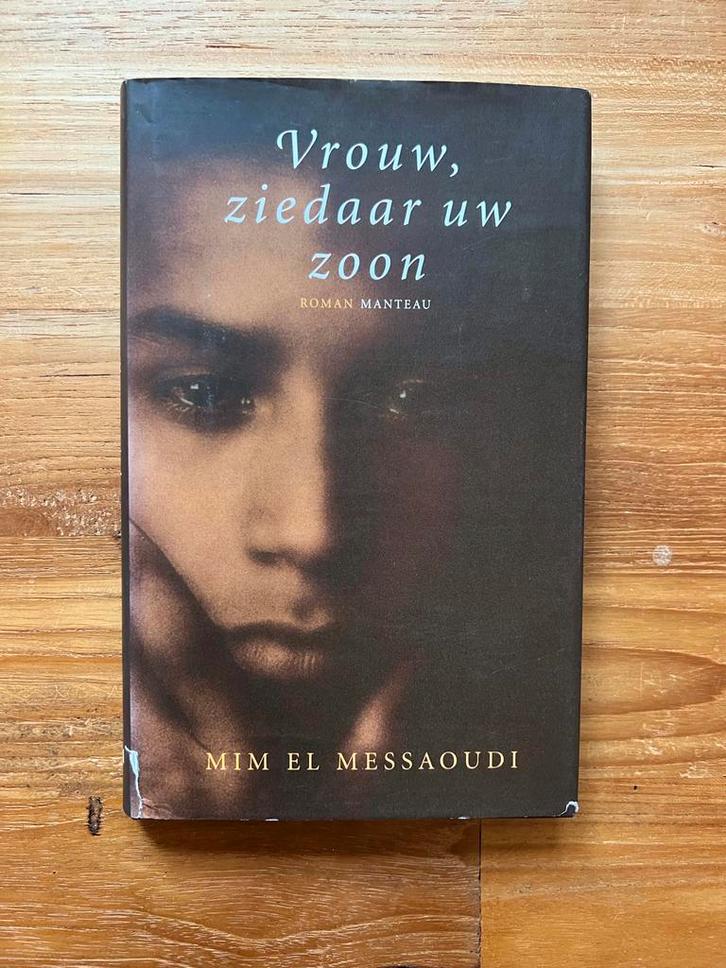 Vrouw,
ziedaar uw
zoon
ROMAN MANTEAU
MIM EL MESSAOUDI